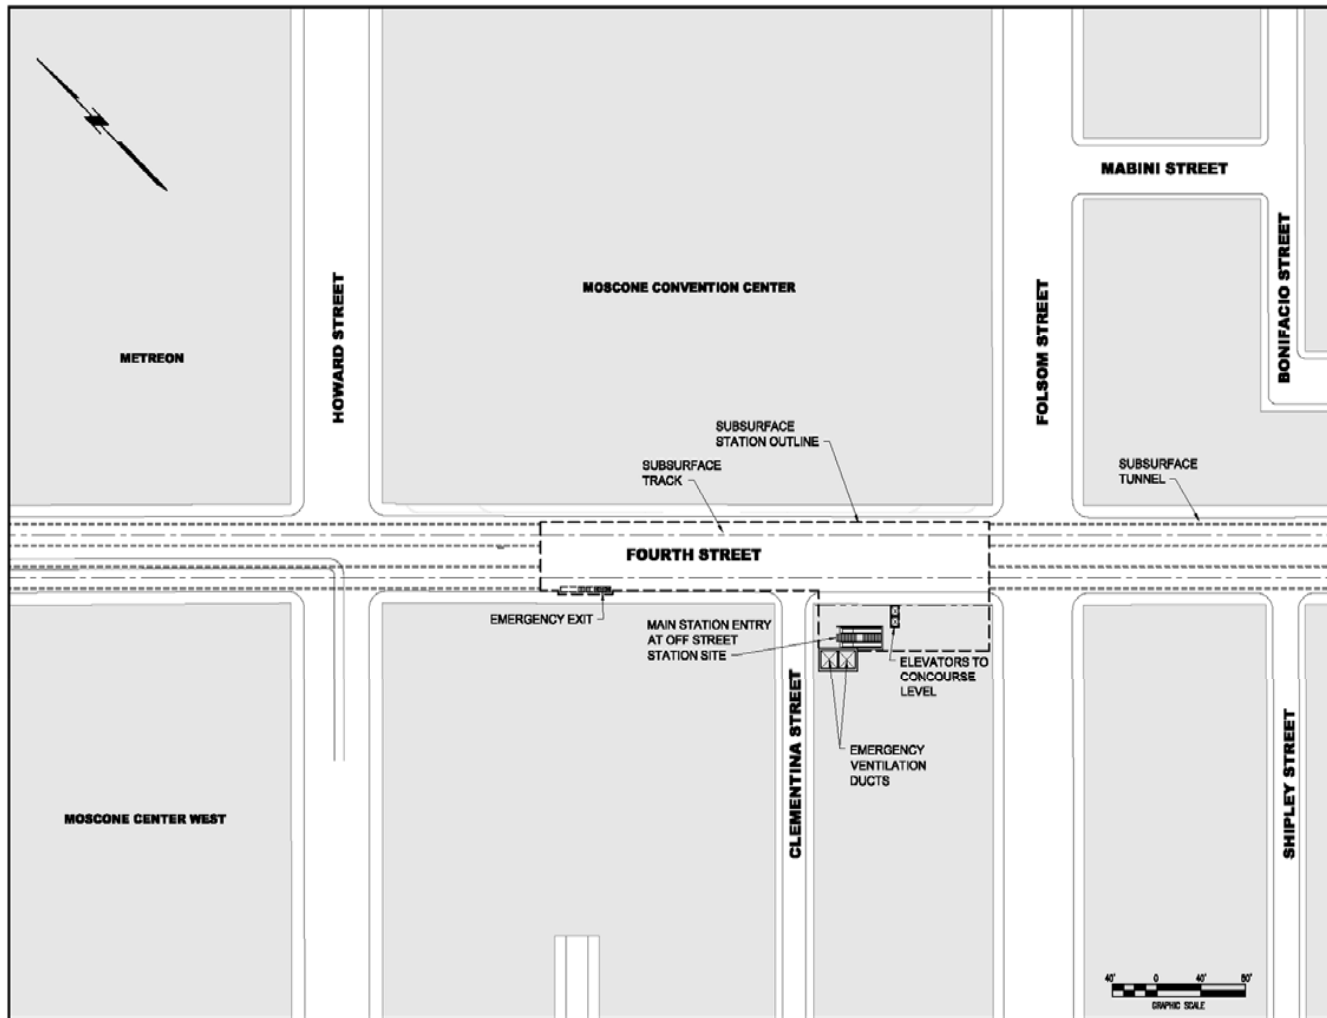 MABINI STREET
BONIFACIO STREET
MOSCONE CONVENTION CENTER
HOWARD STREET
FOLSOM STREET
METREON
SUBSURFACE
STATION OUTLINE
SUBSURFACE
TRACK
SUBSURFACE
TUNNEL
FOURTH STREET
EMERGENCY EXIT
MAIN STATION ENTRY
AT OFF STREET
STATION SITE
ELEVATORS TO
CONCOURSE
LEVEL
CLEMENTINA STREET
EMERGENCY
VENTILATION
DUCTS
SHIPLEY STREET
MOSCONE CENTER WEST
40' 0 40' 80'
GRAPHIC SCALE